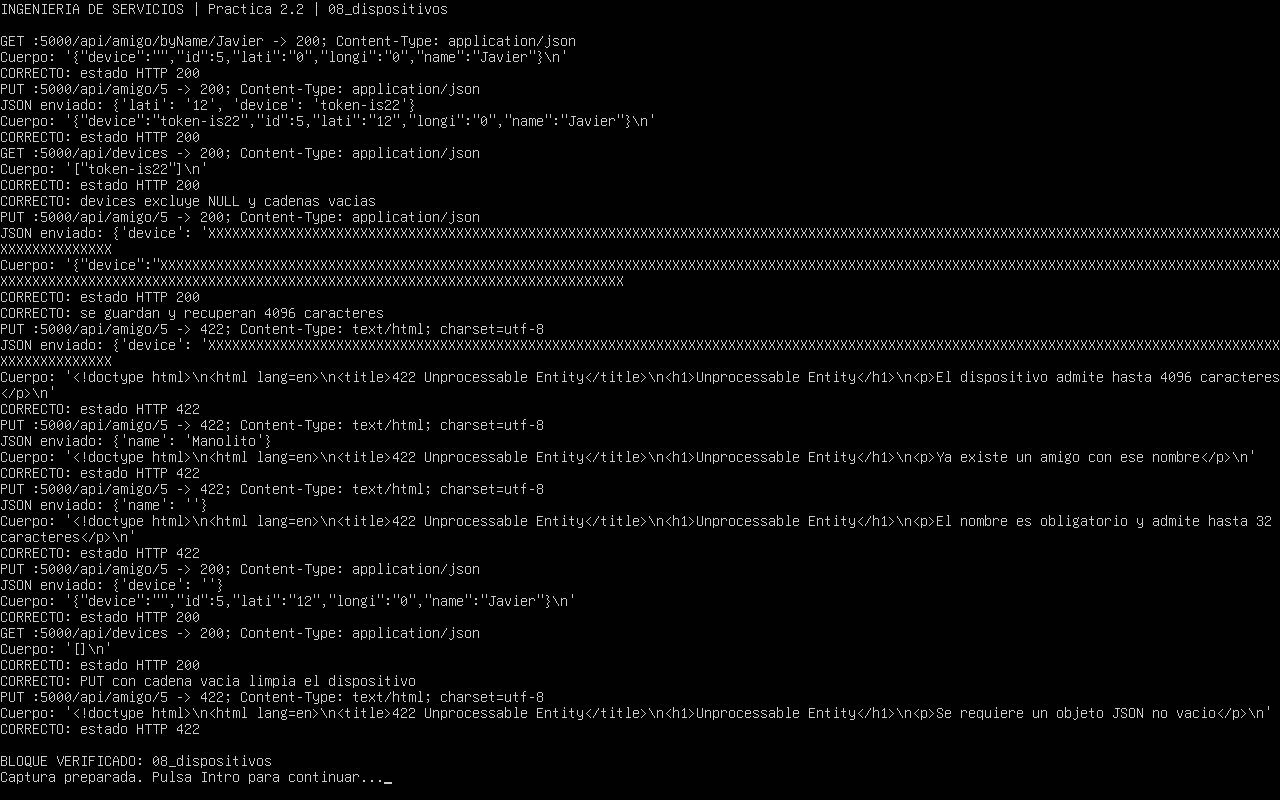 INGENIERIA DE SERVICIOS | Practica 2.2 | 08_dispositivos
GET :5000/api/amigo/byName/Javier -> 200; Content-Type: application/json
Cuerpo: '{"device":"","id":5,"lati":"0","longi":"0","name":"Javier"}\n'
CORRECTO: estado HTTP 200
PUT :5000/api/amigo/5 -> 200; Content-Type: application/json
JSON enviado: {'lati': '12', 'device': 'token-is22'}
Cuerpo: '{"device":"token-is22","id":5,"lati":"12","longi":"0","name":"Javier"}\n'
CORRECTO: estado HTTP 200
GET :5000/api/devices -> 200; Content-Type: application/json
Cuerpo: '["token-is22"]\n'
CORRECTO: estado HTTP 200
CORRECTO: devices excluye NULL y cadenas vacias
PUT :5000/api/amigo/5 -> 200; Content-Type: application/json
JSON enviado: {'device': 'XXXXXXXXXXXXXXXXXXXXXXXXXXXXXXXXXXXXXXXXXXXXXXXXXXXXXXXXXXXXXXXXXXXXXXXXXXXXXXXXXXXXXXXXXXXXXXXXXXXXXXXXXXXXXXXXXXXXXXXXXXXXXXXXXXXXXX
XXXXXXXXXXXXXX
Cuerpo: '{"device":"XXXXXXXXXXXXXXXXXXXXXXXXXXXXXXXXXXXXXXXXXXXXXXXXXXXXXXXXXXXXXXXXXXXXXXXXXXXXXXXXXXXXXXXXXXXXXXXXXXXXXXXXXXXXXXXXXXXXXXXXXXXXXXXXXXXXXXXXXXXX
XXXXXXXXXXXXXXXXXXXXXXXXXXXXXXXXXXXXXXXXXXXXXXXXXXXXXXXXXXXXXXXXXXXXXXXXXXXXXX
CORRECTO: estado HTTP 200
CORRECTO: se guardan y recuperan 4096 caracteres
PUT :5000/api/amigo/5 -> 422; Content-Type: text/html; charset=utf-8
JSON enviado: {'device': 'XXXXXXXXXXXXXXXXXXXXXXXXXXXXXXXXXXXXXXXXXXXXXXXXXXXXXXXXXXXXXXXXXXXXXXXXXXXXXXXXXXXXXXXXXXXXXXXXXXXXXXXXXXXXXXXXXXXXXXXXXXXXXXXXXXXXXX
XXXXXXXXXXXXXX
Cuerpo: '<!doctype html>\n<html lang=en>\n<title>422 Unprocessable Entity</title>\n<h1>Unprocessable Entity</h1>\n<p>El dispositivo admite hasta 4096 caracteres
</p>\n'
CORRECTO: estado HTTP 422
PUT :5000/api/amigo/5 -> 422; Content-Type: text/html; charset=utf-8
JSON enviado: {'name': 'Manolito'}
Cuerpo: '<!doctype html>\n<html lang=en>\n<title>422 Unprocessable Entity</title>\n<h1>Unprocessable Entity</h1>\n<p>Ya existe un amigo con ese nombre</p>\n'
CORRECTO: estado HTTP 422
PUT :5000/api/amigo/5 -> 422; Content-Type: text/html; charset=utf-8
JSON enviado: {'name': ''}
Cuerpo: '<!doctype html>\n<html lang=en>\n<title>422 Unprocessable Entity</title>\n<h1>Unprocessable Entity</h1>\n<p>El nombre es obligatorio y admite hasta 32
caracteres</p>\n'
CORRECTO: estado HTTP 422
PUT :5000/api/amigo/5 -> 200; Content-Type: application/json
JSON enviado: {'device': ''}
Cuerpo: '{"device":"","id":5,"lati":"12","longi":"0","name":"Javier"}\n'
CORRECTO: estado HTTP 200
GET :5000/api/devices -> 200; Content-Type: application/json
Cuerpo: '[]\n'
CORRECTO: estado HTTP 200
CORRECTO: PUT con cadena vacia limpia el dispositivo
PUT :5000/api/amigo/5 -> 422; Content-Type: text/html; charset=utf-8
Cuerpo: '<!doctype html>\n<html lang=en>\n<title>422 Unprocessable Entity</title>\n<h1>Unprocessable Entity</h1>\n<p>Se requiere un objeto JSON no vacio</p>\n'
CORRECTO: estado HTTP 422
BLOQUE VERIFICADO: 08_dispositivos
Captura preparada. Pulsa Intro para continuar..._